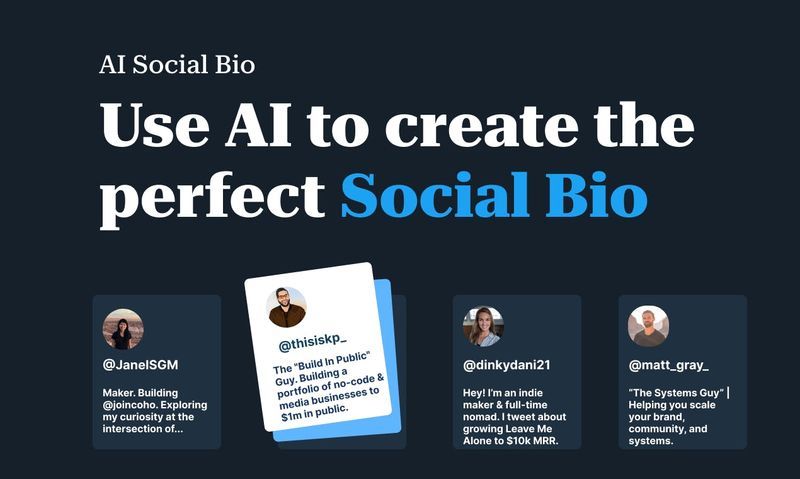 AI Social Bio
Use AI to create the
perfect Social Bio
@JanelSGM
Maker. Building
@joincoho. Exploring
my curiosity at the
intersection of...
@thisiskp_
The "Build In Public"
Guy. Building a
portfolio of no-code &
media businesses to
$1m in public.
@dinkydani21
Hey! I'm an indie
maker & full-time
nomad. I tweet about
growing Leave Me
Alone to $10k MRR.
@matt_gray_
"The Systems Guy" |
Helping you scale
your brand,
community, and
systems.